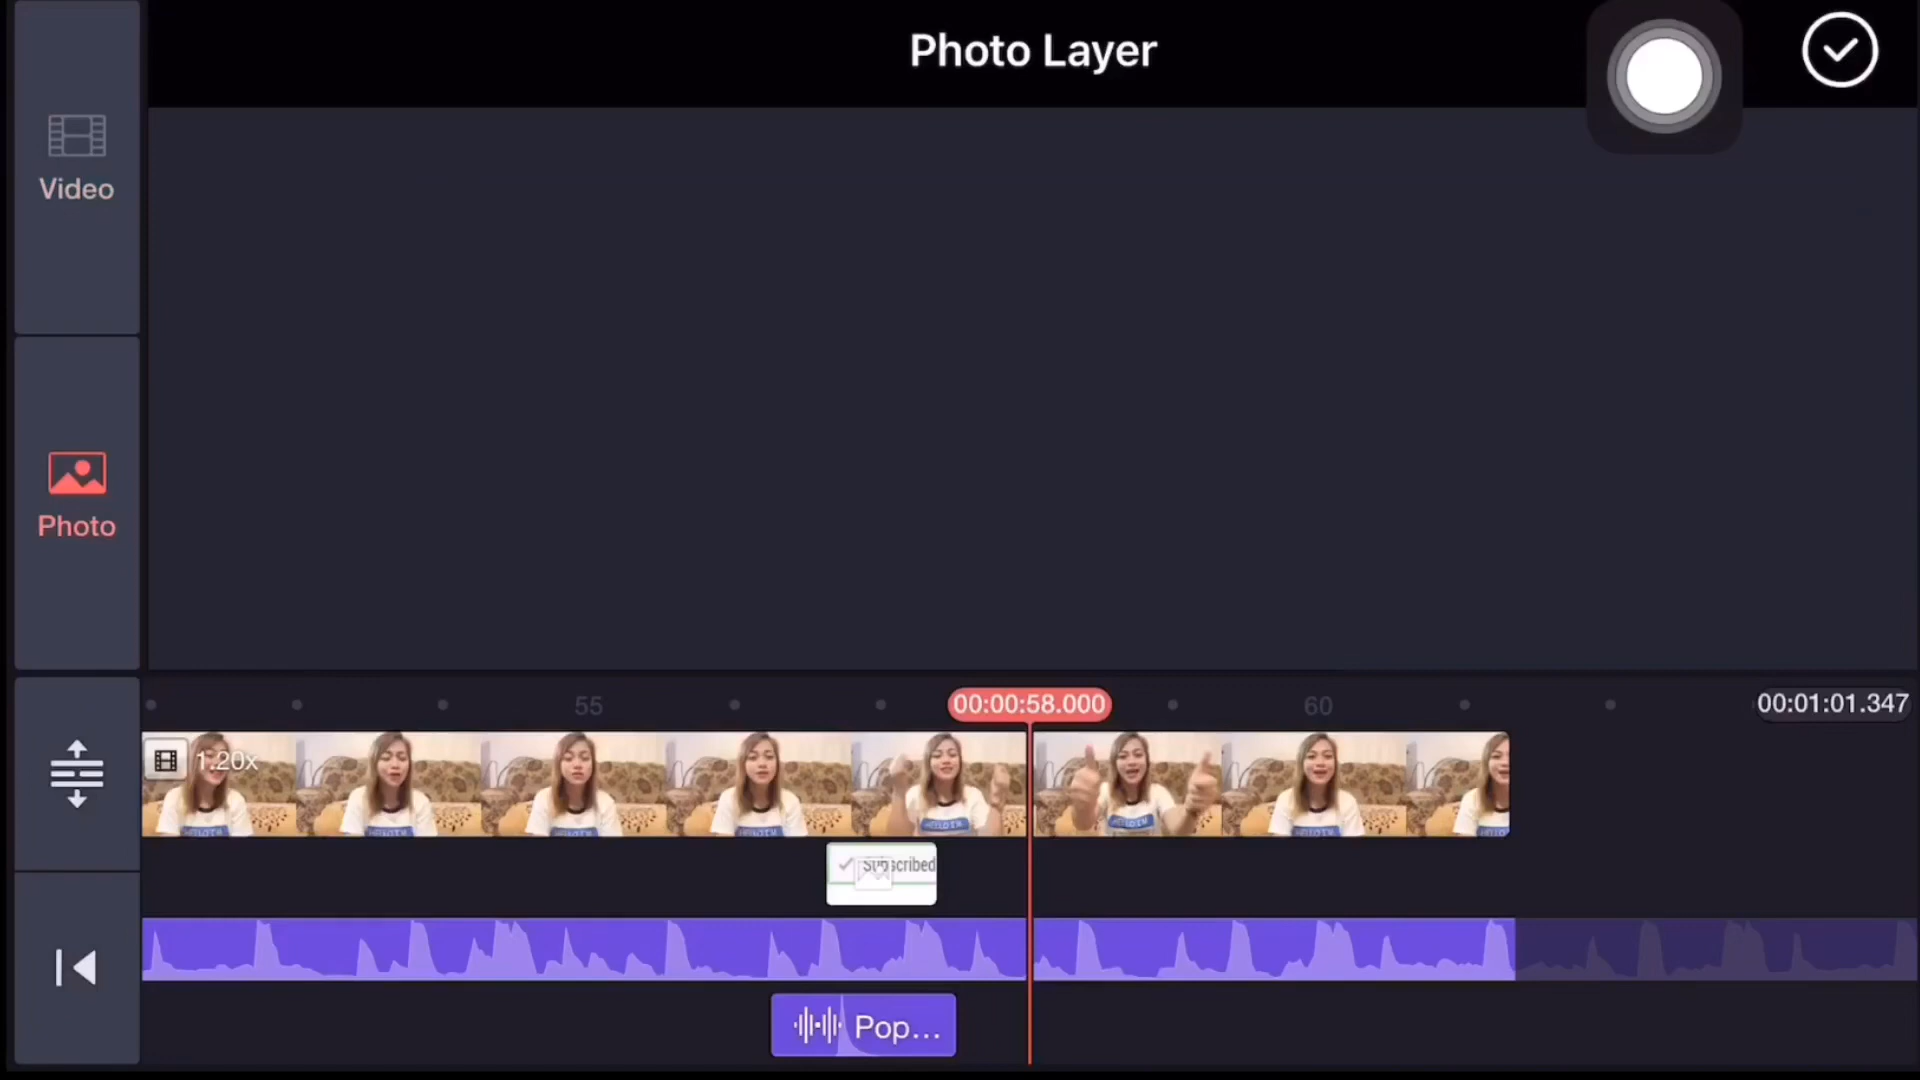 Photo Layer
Video
Photo
55
00:00:58.000
60
00:01:01.347
1.20x
Subscribed
Pop...